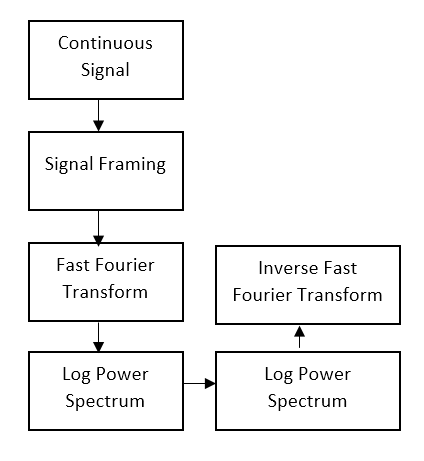 Continuous
Signal
Signal Framing
Fast Fourier
Transform
Log Power
Spectrum
Log Power
Spectrum
Inverse Fast
Fourier Transform